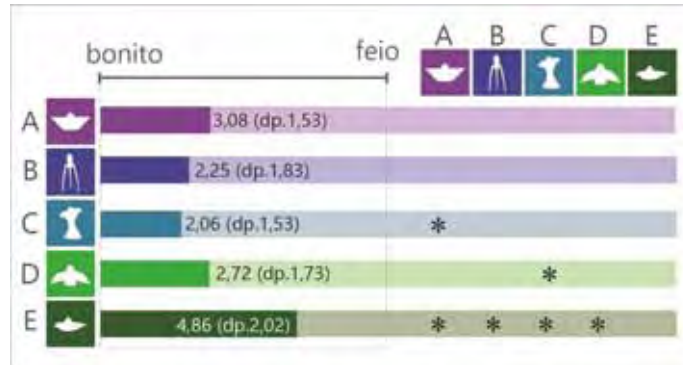 A B C D E
bonito feio
A 3,08 (dp.1,53)
B 2,25 (dp.1,83)
C 2,06 (dp.1,53) *
D 2,72 (dp.1,73) *
E 4,86 (dp.2,02) * * * *